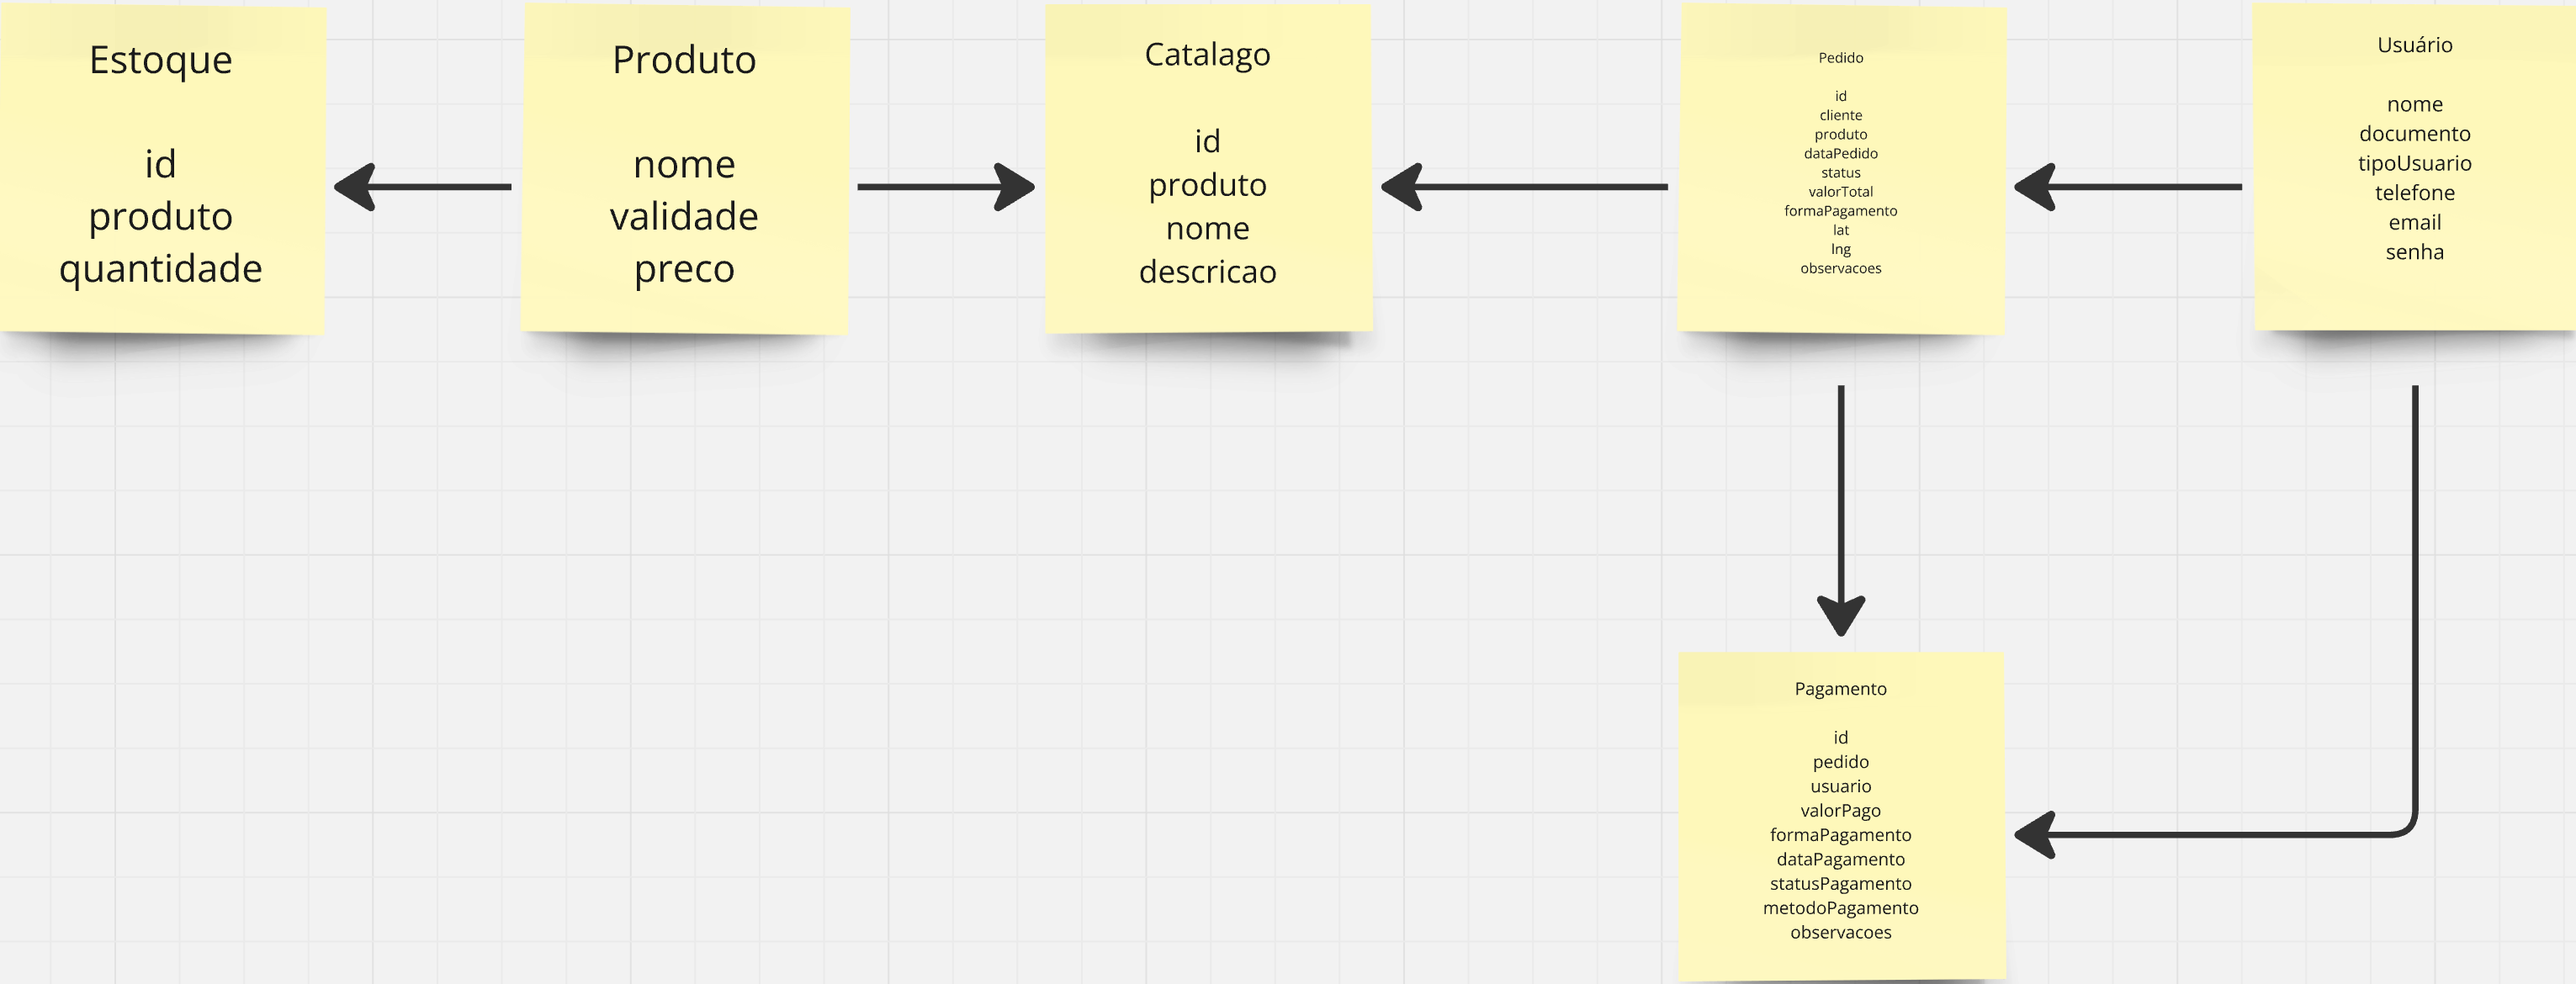 Estoque
id
produto
quantidade
Produto
nome
validade
preco
Catalago
id
produto
nome
descricao
Pedido
id
cliente
produto
dataPedido
status
valorTotal
formaPagamento
lat
lng
observacoes
Usuário
nome
documento
tipoUsuario
telefone
email
senha
Pagamento
id
pedido
usuario
valorPago
formaPagamento
dataPagamento
statusPagamento
metodoPagamento
observacoes